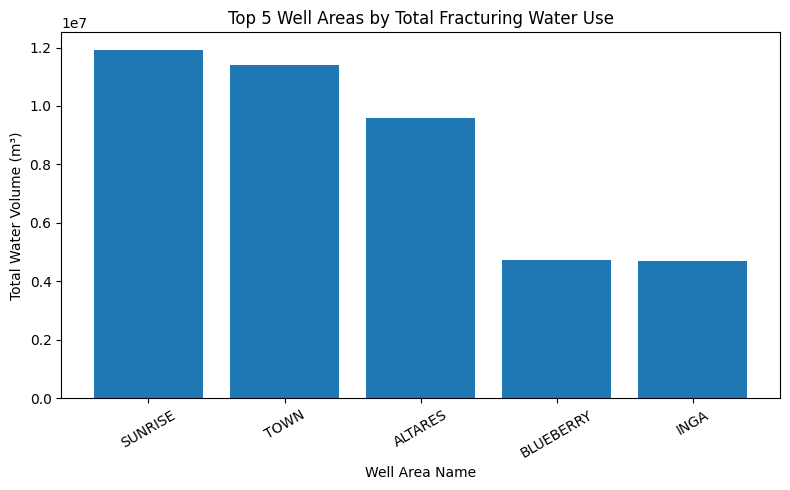 Top 5 Well Areas by Total Fracturing Water Use
1e7
1.2
1.0
0.8
0.6
0.4
0.2
0.0
Total Water Volume (m³)
SUNRISE
TOWN
ALTARES
BLUEBERRY
INGA
Well Area Name